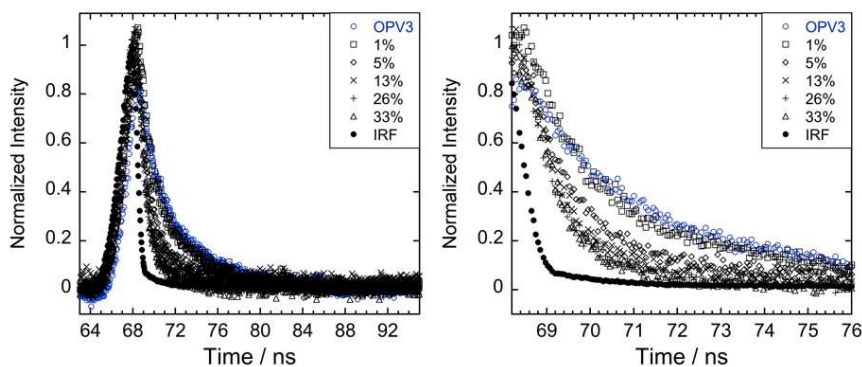 Normalized Intensity
1
0.8
0.6
0.4
0.2
0
64 68 72 76 80 84 88 92
Time / ns
OPV3
1%
5%
13%
26%
33%
IRF
Normalized Intensity
1
0.8
0.6
0.4
0.2
0
69 70 71 72 73 74 75 76
Time / ns
OPV3
1%
5%
13%
26%
33%
IRF